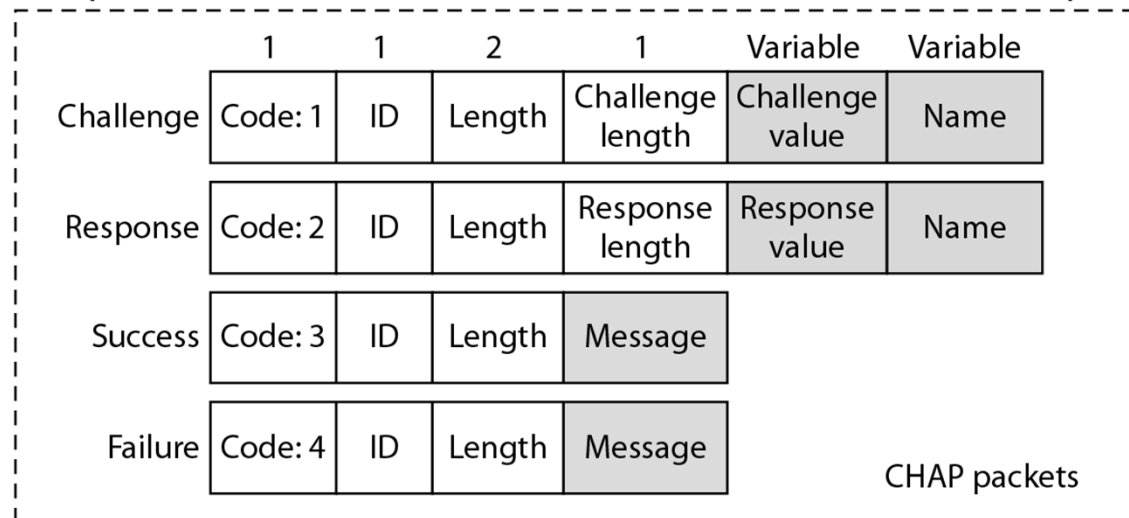 1 1 2 1 Variable Variable
Challenge Code: 1 ID Length Challenge length Challenge value Name
Response Code: 2 ID Length Response length Response value Name
Success Code: 3 ID Length Message
Failure Code: 4 ID Length Message
CHAP packets